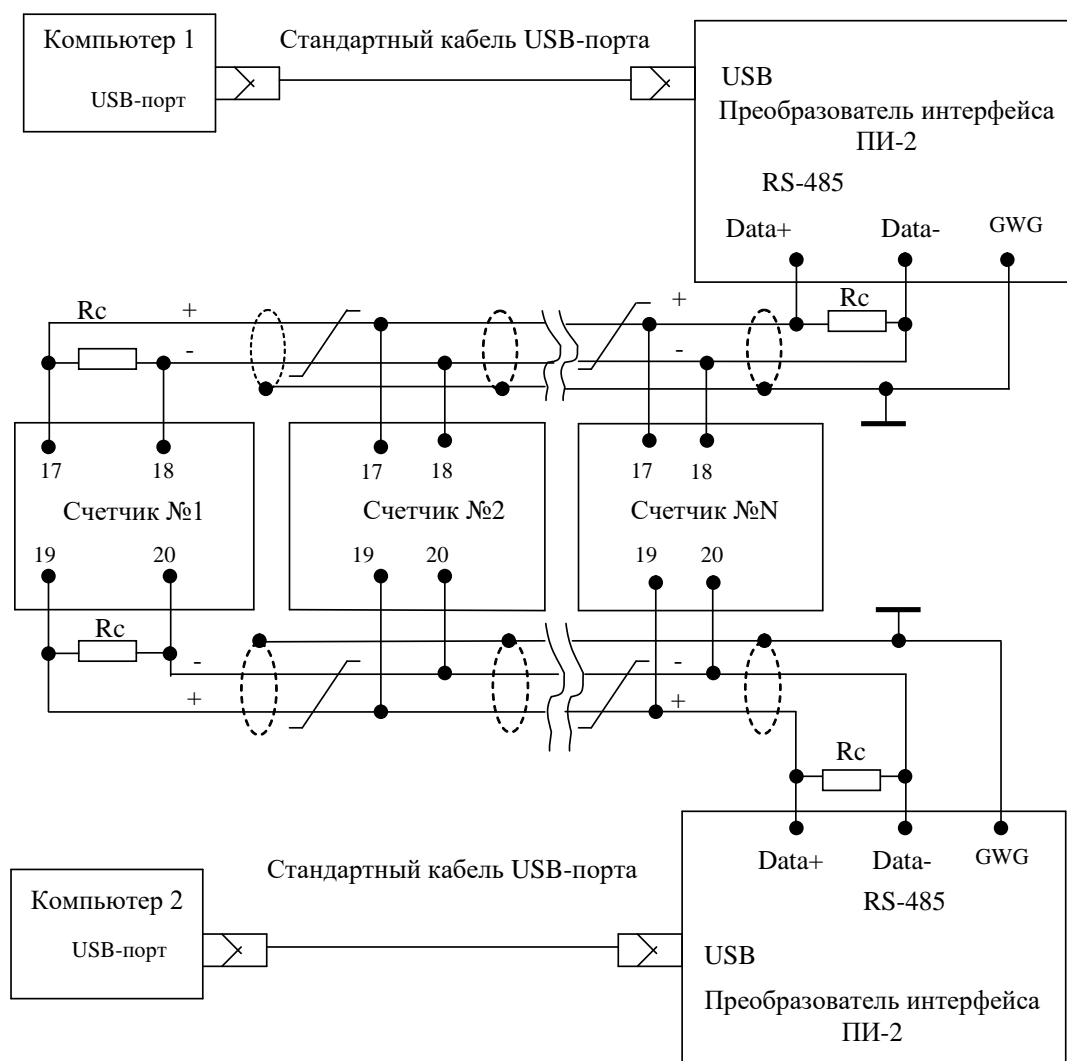 Компьютер 1
USB-порт
Стандартный кабель USB-порта
USB
Преобразователь интерфейса
ПИ-2
RS-485
Data+
Data-
GWG
Rc
+
-
+
-
Rc
17
18
Счетчик №1
19
20
17
18
Счетчик №2
19
20
17
18
Счетчик №N
19
20
Rc
-
+
-
+
Rc
Data+
Data-
GWG
RS-485
USB
Преобразователь интерфейса
ПИ-2
Стандартный кабель USB-порта
Компьютер 2
USB-порт